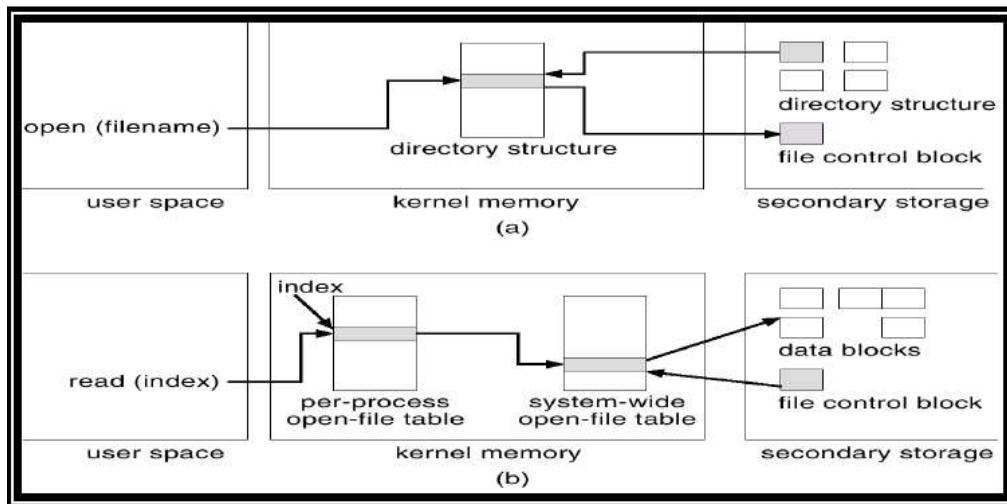 open (filename)
directory structure
directory structure
file control block
user space
kernel memory
secondary storage
(a)
index
read (index)
per-process
open-file table
system-wide
open-file table
data blocks
file control block
user space
kernel memory
secondary storage
(b)